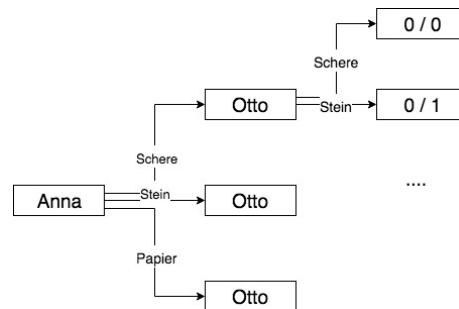 0 / 0
Schere
Otto
Stein
0 / 1
Schere
....
Anna
Stein
Otto
Papier
Otto